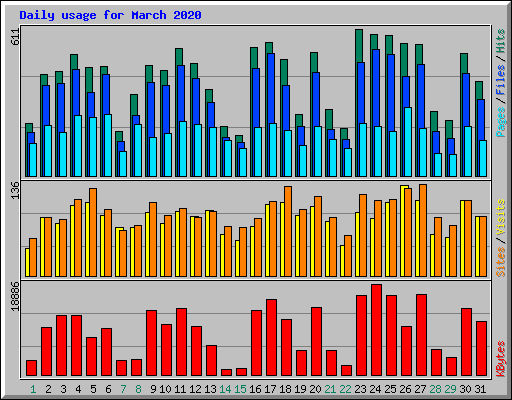 Daily usage for March 2020
611
Pages / Files / Hits
136
Sites / Visits
18886
KBytes
1 2 3 4 5 6 7 8 9 10 11 12 13 14 15 16 17 18 19 20 21 22 23 24 25 26 27 28 29 30 31